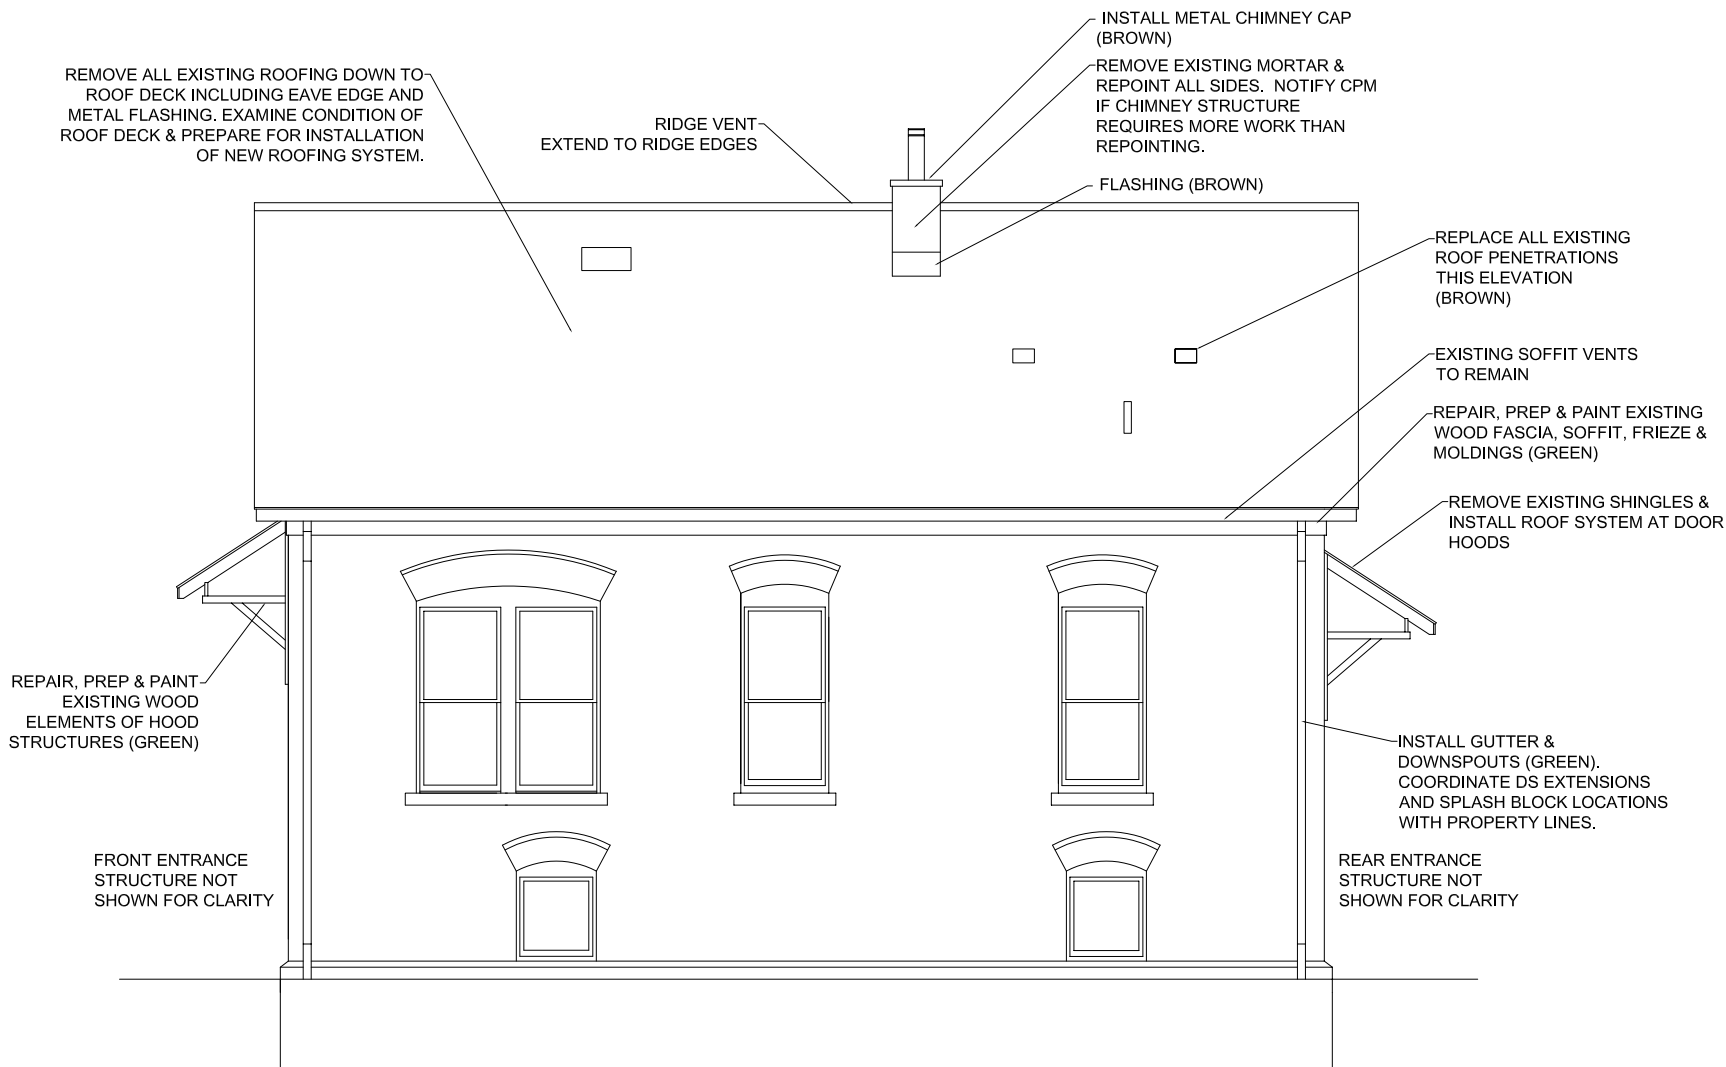 INSTALL METAL CHIMNEY CAP
(BROWN)
REMOVE EXISTING MORTAR &
REPOINT ALL SIDES.  NOTIFY CPM
IF CHIMNEY STRUCTURE
REQUIRES MORE WORK THAN
REPOINTING.
REMOVE ALL EXISTING ROOFING DOWN TO
ROOF DECK INCLUDING EAVE EDGE AND
METAL FLASHING. EXAMINE CONDITION OF
ROOF DECK & PREPARE FOR INSTALLATION
OF NEW ROOFING SYSTEM.
RIDGE VENT
EXTEND TO RIDGE EDGES
FLASHING (BROWN)
REPLACE ALL EXISTING
ROOF PENETRATIONS
THIS ELEVATION
(BROWN)
EXISTING SOFFIT VENTS
TO REMAIN
REPAIR, PREP & PAINT EXISTING
WOOD FASCIA, SOFFIT, FRIEZE &
MOLDINGS (GREEN)
REMOVE EXISTING SHINGLES &
INSTALL ROOF SYSTEM AT DOOR
HOODS
REPAIR, PREP & PAINT
EXISTING WOOD
ELEMENTS OF HOOD
STRUCTURES (GREEN)
INSTALL GUTTER &
DOWNSPOUTS (GREEN).
COORDINATE DS EXTENSIONS
AND SPLASH BLOCK LOCATIONS
WITH PROPERTY LINES.
FRONT ENTRANCE
STRUCTURE NOT
SHOWN FOR CLARITY
REAR ENTRANCE
STRUCTURE NOT
SHOWN FOR CLARITY